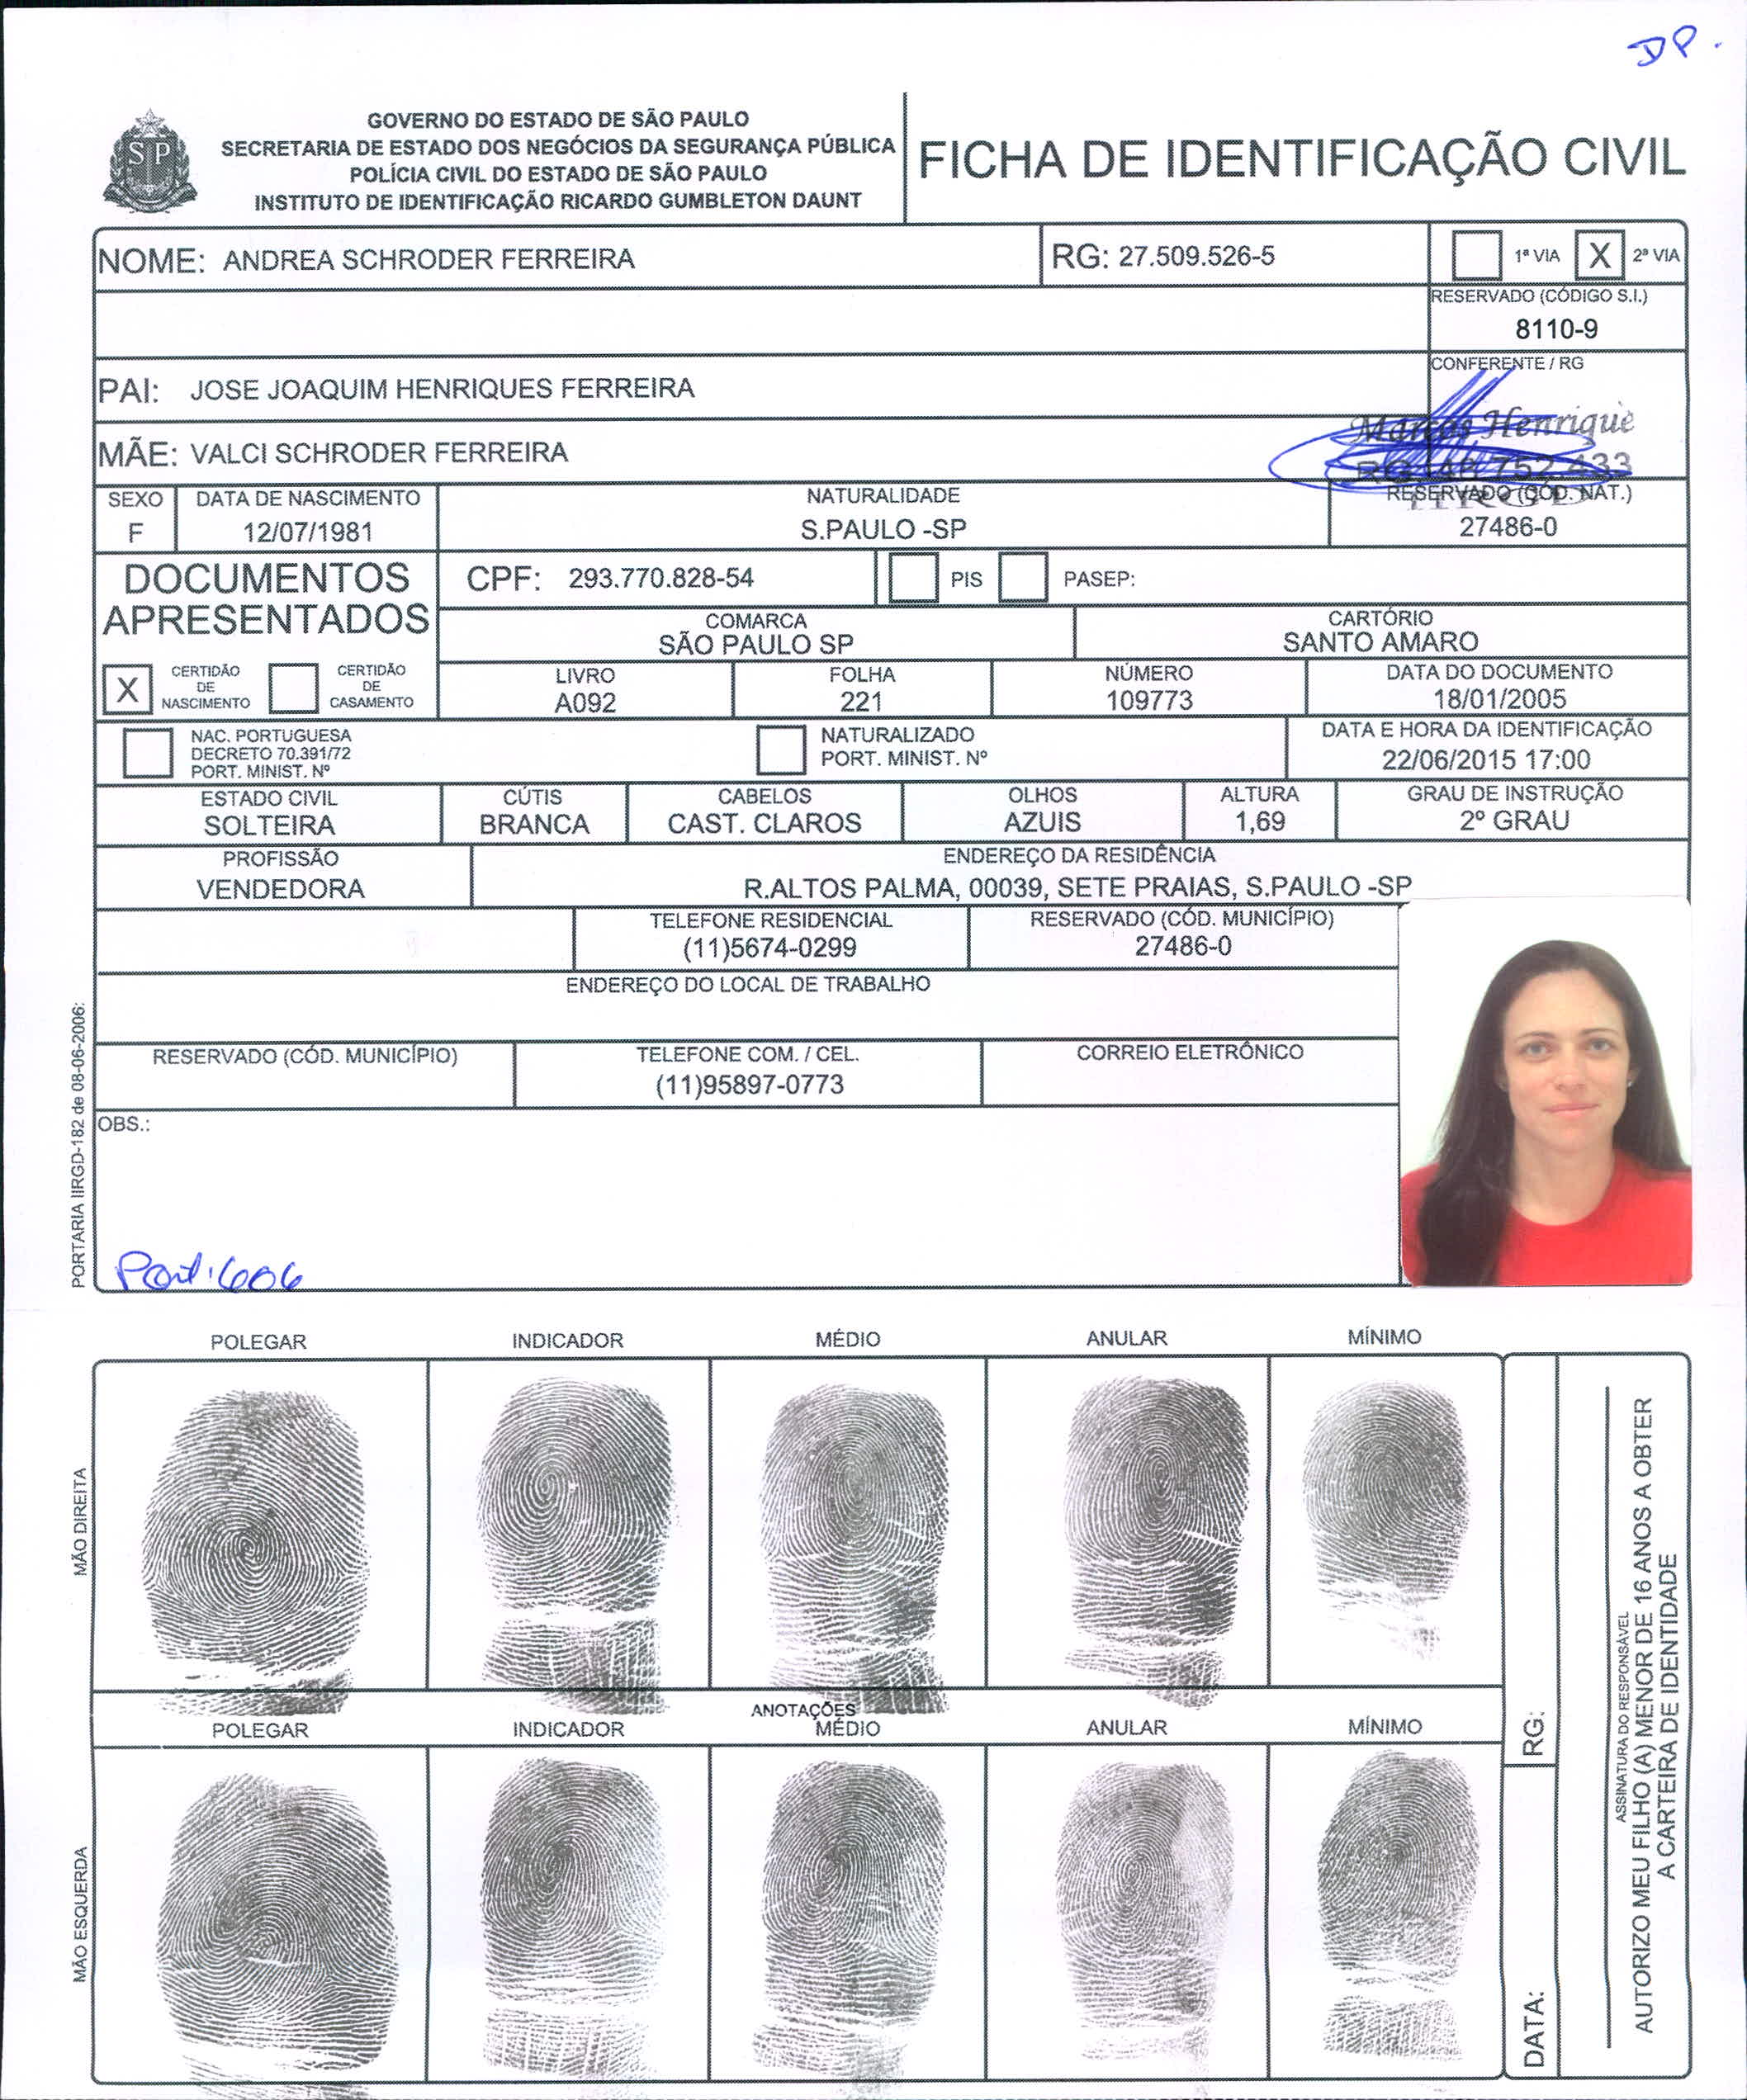 DP.
GOVERNO DO ESTADO DE SÃO PAULO
SECRETARIA DE ESTADO DOS NEGÓCIOS DA SEGURANÇA PÚBLICA
POLÍCIA CIVIL DO ESTADO DE SÃO PAULO
INSTITUTO DE IDENTIFICAÇÃO RICARDO GUMBLETON DAUNT
SP
FICHA DE IDENTIFICAÇÃO CIVIL
NOME: ANDREA SCHRODER FERREIRA RG: 27.509.526-5 1ª VIA X 2ª VIA
RESERVADO (CÓDIGO S.I.)
8110-9
CONFERENTE / RG
PAI: JOSE JOAQUIM HENRIQUES FERREIRA
Marcos Henrique
MÃE: VALCI SCHRODER FERREIRA
SEXO DATA DE NASCIMENTO NATURALIDADE RESERVADO (CÓD. NAT.)
F 12/07/1981 S.PAULO -SP 27486-0
DOCUMENTOS APRESENTADOS
CPF: 293.770.828-54 PIS PASEP:
COMARCA CARTÓRIO
SÃO PAULO SP SANTO AMARO
X CERTIDÃO DE NASCIMENTO CERTIDÃO DE CASAMENTO
LIVRO FOLHA NÚMERO DATA DO DOCUMENTO
A092 221 109773 18/01/2005
NAC. PORTUGUESA
DECRETO 70.391/72
PORT. MINIST. Nº
NATURALIZADO
PORT. MINIST. Nº
DATA E HORA DA IDENTIFICAÇÃO
22/06/2015 17:00
ESTADO CIVIL CÚTIS CABELOS OLHOS ALTURA GRAU DE INSTRUÇÃO
SOLTEIRA BRANCA CAST. CLAROS AZUIS 1,69 2º GRAU
PROFISSÃO ENDEREÇO DA RESIDÊNCIA
VENDEDORA R.ALTOS PALMA, 00039, SETE PRAIAS, S.PAULO -SP
TELEFONE RESIDENCIAL RESERVADO (CÓD. MUNICÍPIO)
(11)5674-0299 27486-0
ENDEREÇO DO LOCAL DE TRABALHO
RESERVADO (CÓD. MUNICÍPIO) TELEFONE COM. / CEL. CORREIO ELETRÔNICO
(11)95897-0773
OBS.:
Port. 606
PORTARIA IIRGD-182 de 08-06-2006:
POLEGAR INDICADOR MÉDIO ANULAR MÍNIMO
MÃO DIREITA
ANOTAÇÕES
POLEGAR INDICADOR MÉDIO ANULAR MÍNIMO
MÃO ESQUERDA
RG:
DATA:
ASSINATURA DO RESPONSÁVEL
AUTORIZO MEU FILHO (A) MENOR DE 16 ANOS A OBTER
A CARTEIRA DE IDENTIDADE